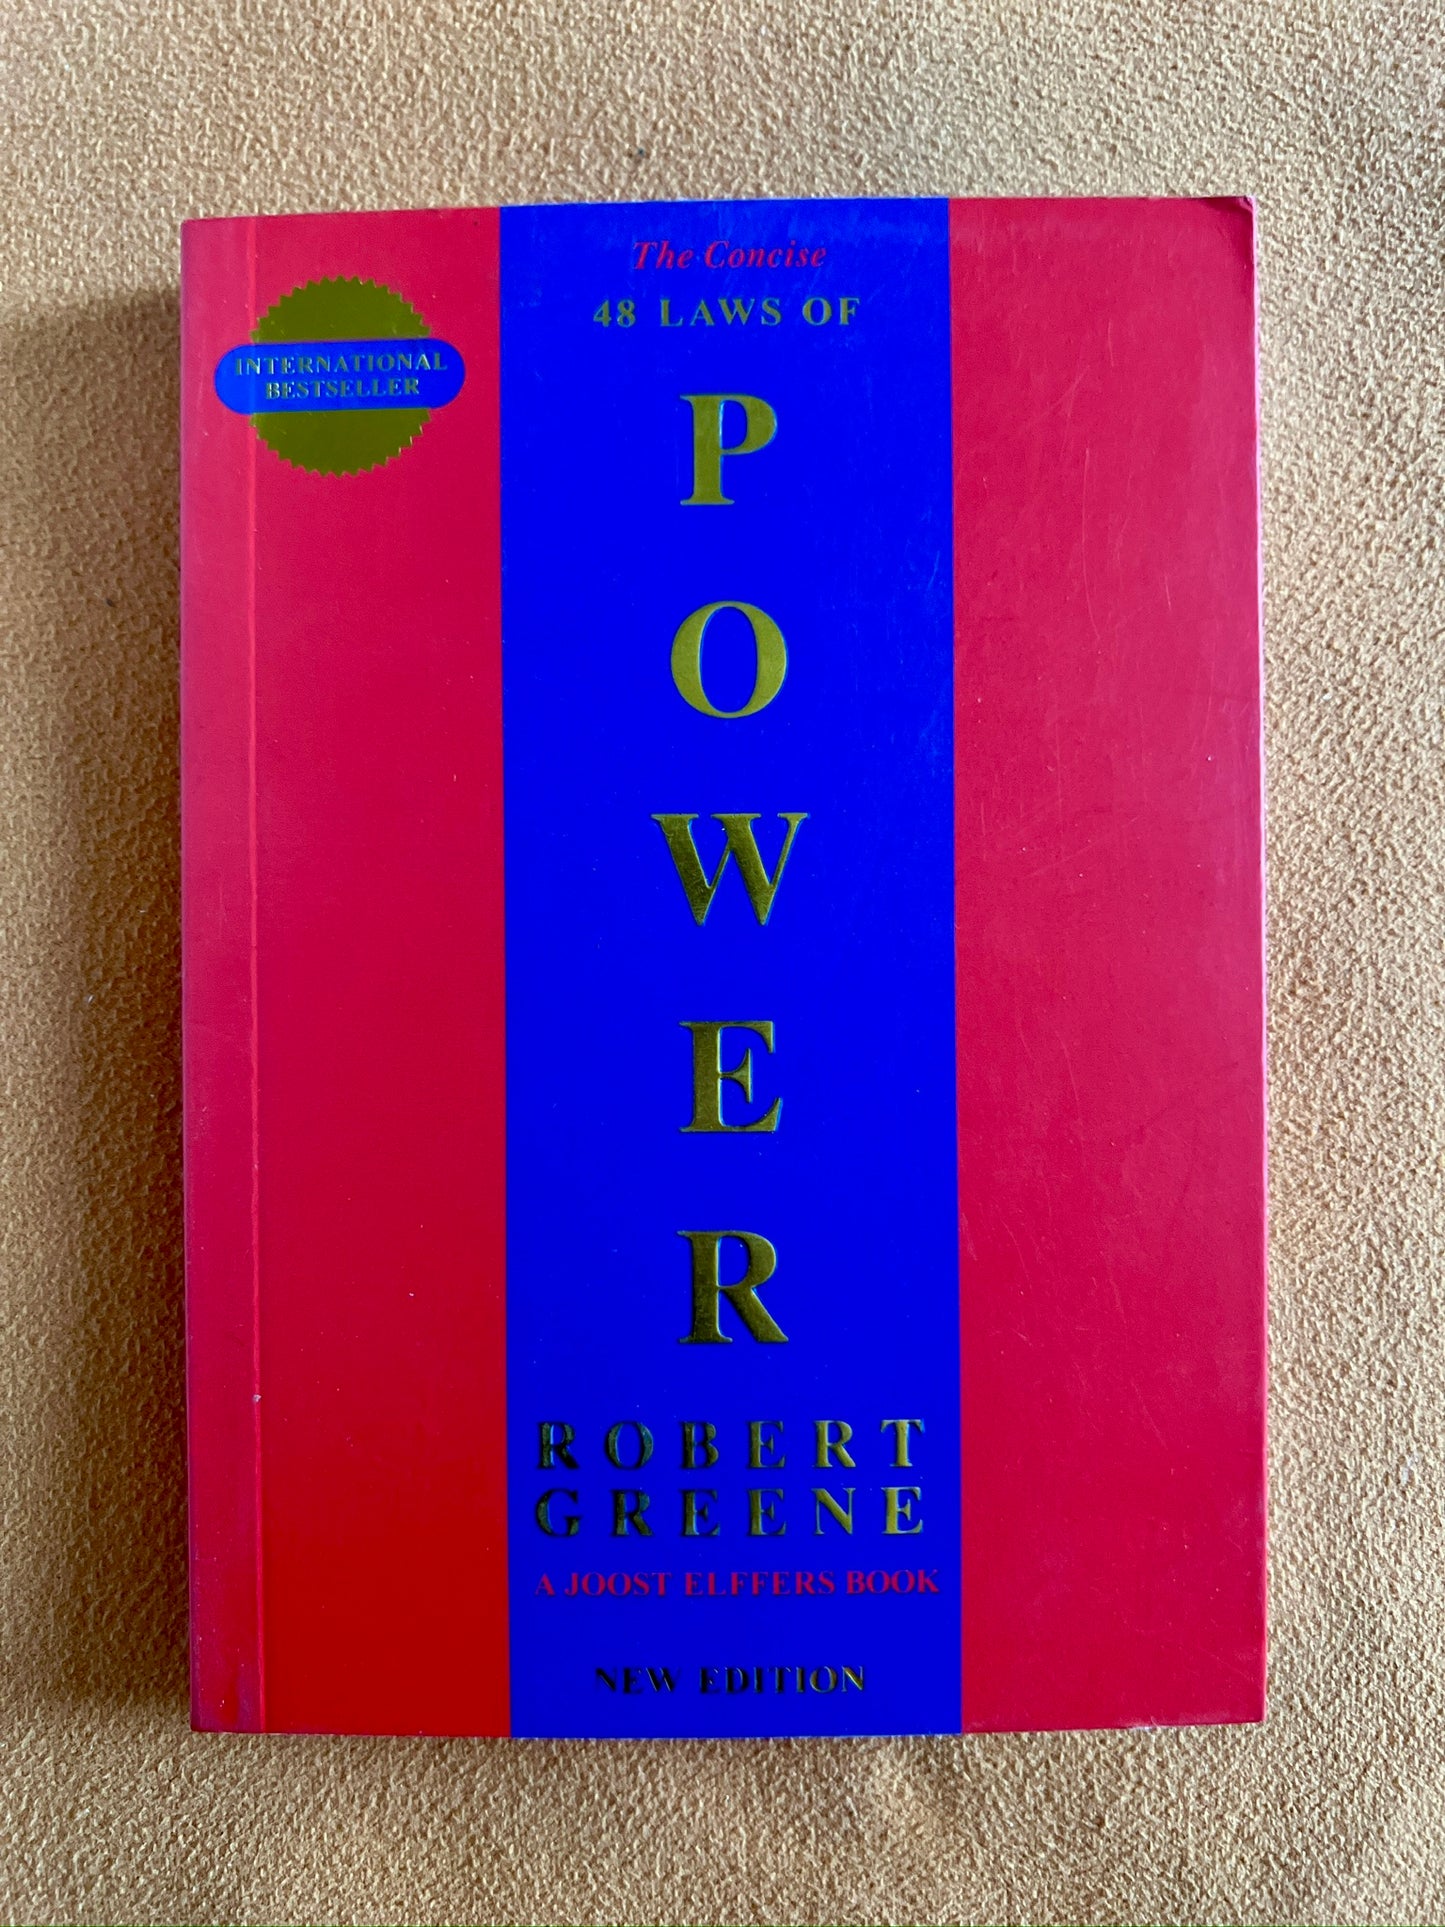 The Concise
48 LAWS OF
INTERNATIONAL
BESTSELLER
P
O
W
E
R
ROBERT
GREENE
A JOOST ELFFERS BOOK
NEW EDITION